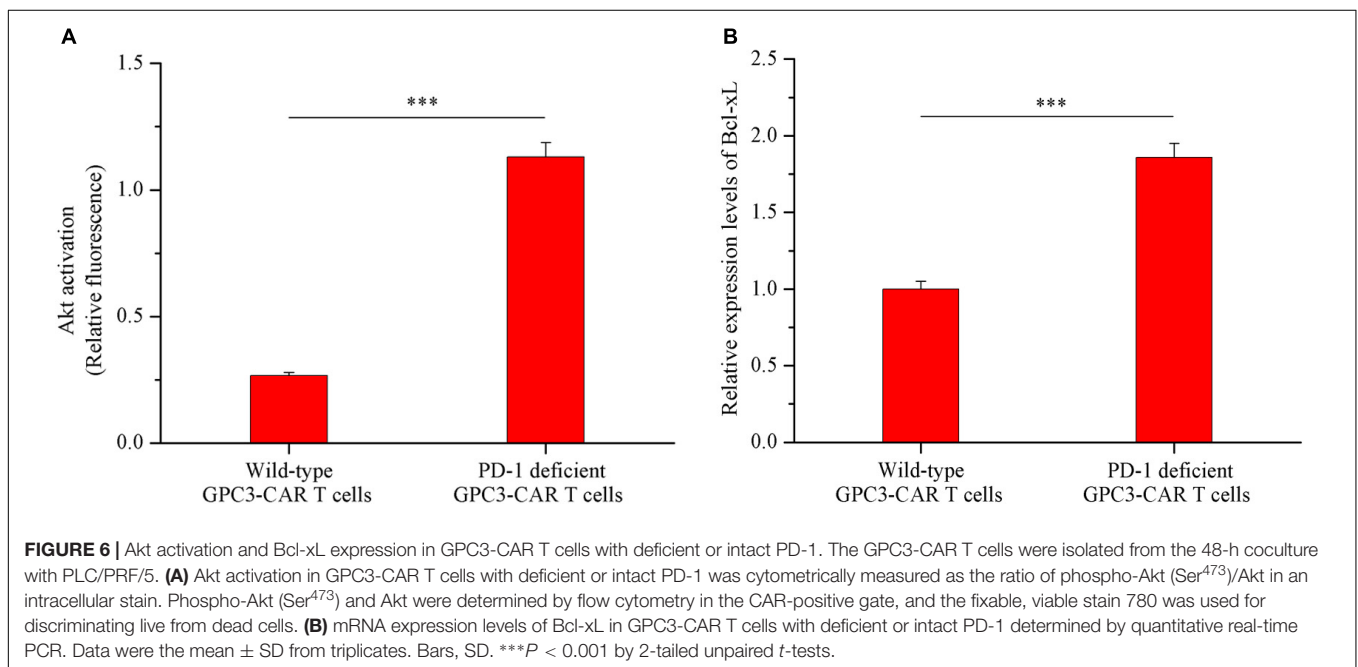 A
1.5
1.0
0.5
0.0
Akt activation
(Relative fluorescence)
***
Wild-type
GPC3-CAR T cells
PD-1 deficient
GPC3-CAR T cells
B
2.5
2.0
1.5
1.0
0.5
0.0
Relative expression levels of Bcl-xL
***
Wild-type
GPC3-CAR T cells
PD-1 deficient
GPC3-CAR T cells
FIGURE 6 | Akt activation and Bcl-xL expression in GPC3-CAR T cells with deficient or intact PD-1. The GPC3-CAR T cells were isolated from the 48-h coculture
with PLC/PRF/5. (A) Akt activation in GPC3-CAR T cells with deficient or intact PD-1 was cytometrically measured as the ratio of phospho-Akt (Ser473)/Akt in an
intracellular stain. Phospho-Akt (Ser473) and Akt were determined by flow cytometry in the CAR-positive gate, and the fixable, viable stain 780 was used for
discriminating live from dead cells. (B) mRNA expression levels of Bcl-xL in GPC3-CAR T cells with deficient or intact PD-1 determined by quantitative real-time
PCR. Data were the mean ± SD from triplicates. Bars, SD. ***P < 0.001 by 2-tailed unpaired t-tests.